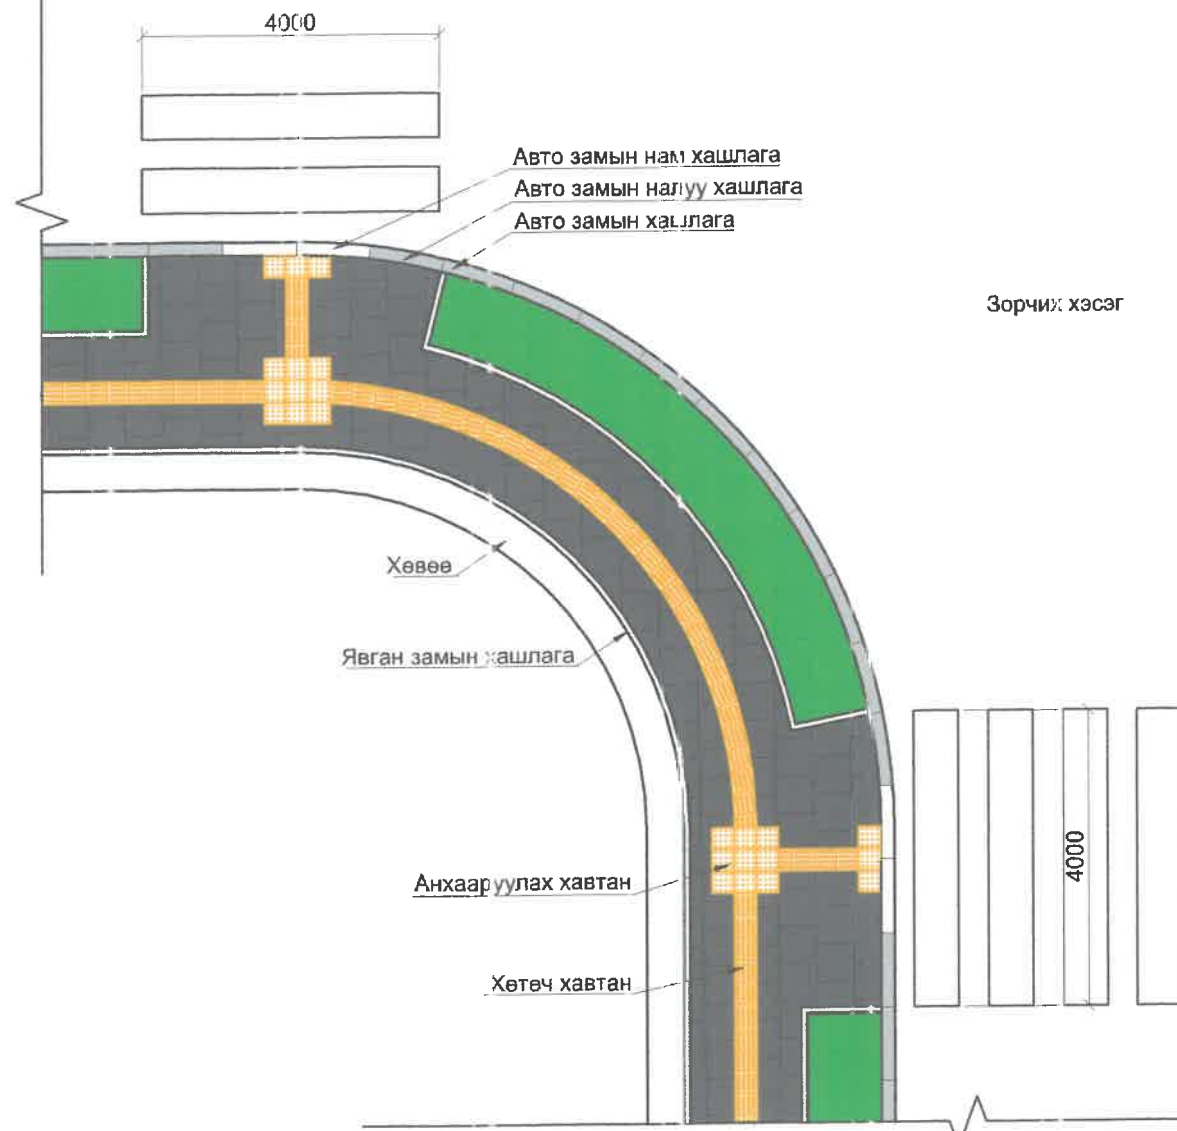 4000
Авто замын нам хашлага
Авто замын налуу хашлага
Авто замын хашлага
Зорчих хэсэг
Хөвөө
Явган замын хашлага
4000
Анхааруулах хавтан
Хөтөч хавтан